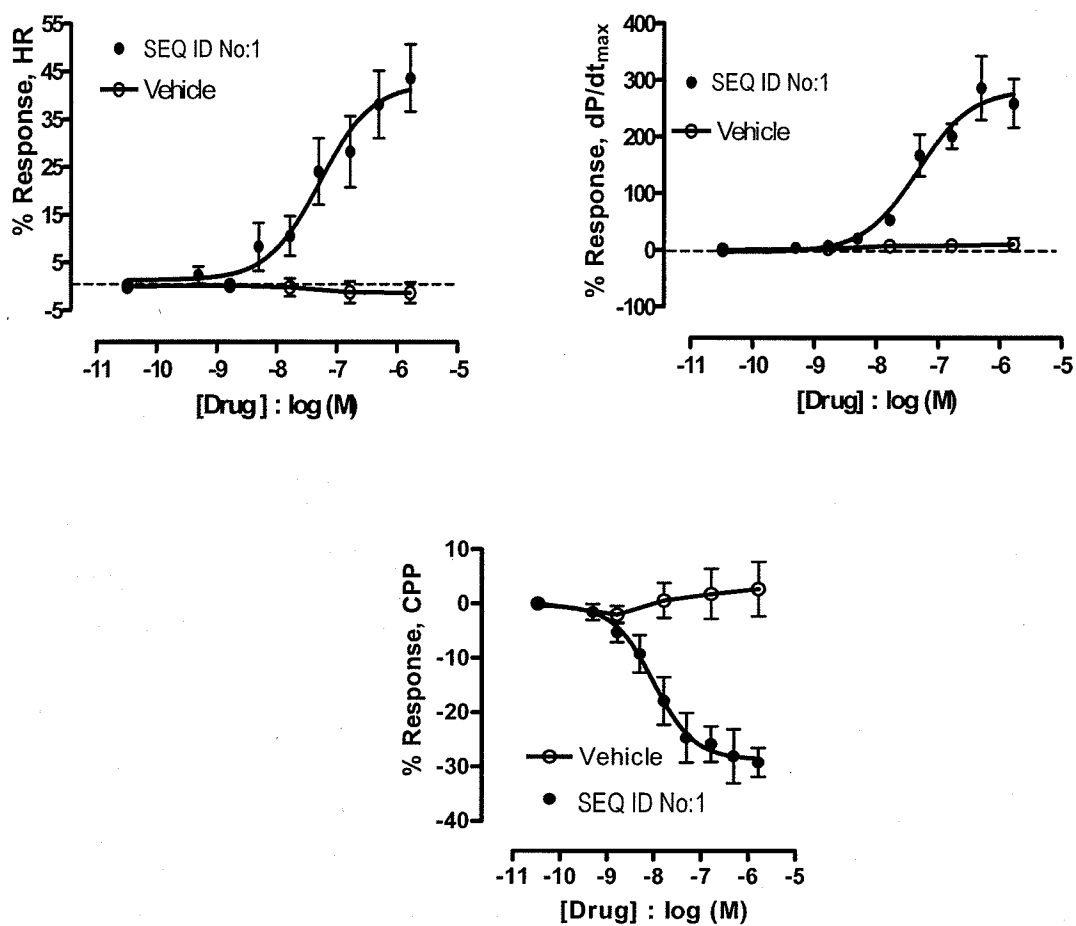 % Response, HR
55
45
35
25
15
5
-5
SEQ ID No:1
Vehicle
-11 -10 -9 -8 -7 -6 -5
[Drug] : log (M)
% Response, dP/dtmax
400
300
200
100
0
-100
SEQ ID No:1
Vehicle
-11 -10 -9 -8 -7 -6 -5
[Drug] : log (M)
% Response, CPP
10
0
-10
-20
-30
-40
Vehicle
SEQ ID No:1
-11 -10 -9 -8 -7 -6 -5
[Drug] : log (M)